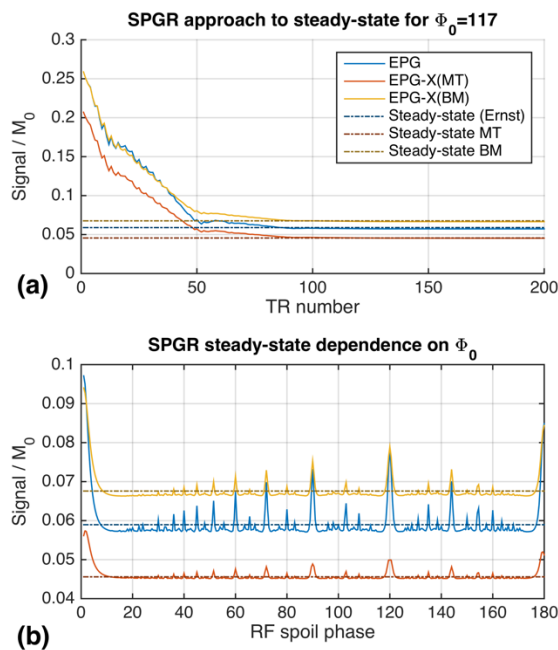 SPGR approach to steady-state for Φ₀=117
0.3
0.25
0.2
0.15
0.1
0.05
0
Signal / M₀
EPG
EPG-X(MT)
EPG-X(BM)
Steady-state (Ernst)
Steady-state MT
Steady-state BM
0 50 100 150 200
TR number
(a)
SPGR steady-state dependence on Φ₀
0.1
0.09
0.08
0.07
0.06
0.05
0.04
Signal / M₀
0 20 40 60 80 100 120 140 160 180
RF spoil phase
(b)